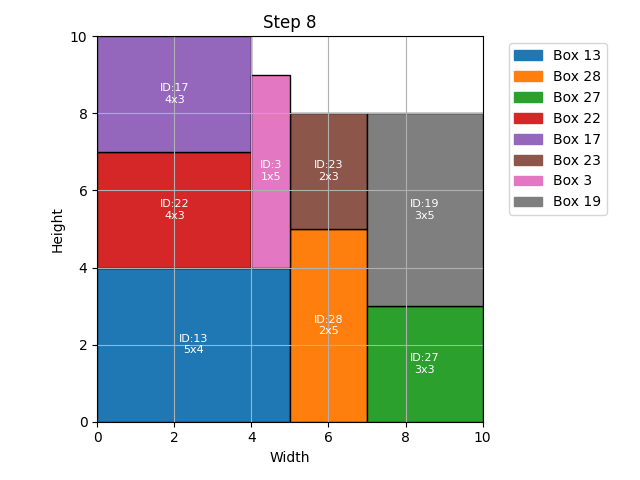 Step 8
Height
10
8
6
4
2
0
ID:17
4x3
ID:3
1x5
ID:23
2x3
ID:22
4x3
ID:19
3x5
ID:13
5x4
ID:28
2x5
ID:27
3x3
0 2 4 6 8 10
Width
Box 13
Box 28
Box 27
Box 22
Box 17
Box 23
Box 3
Box 19